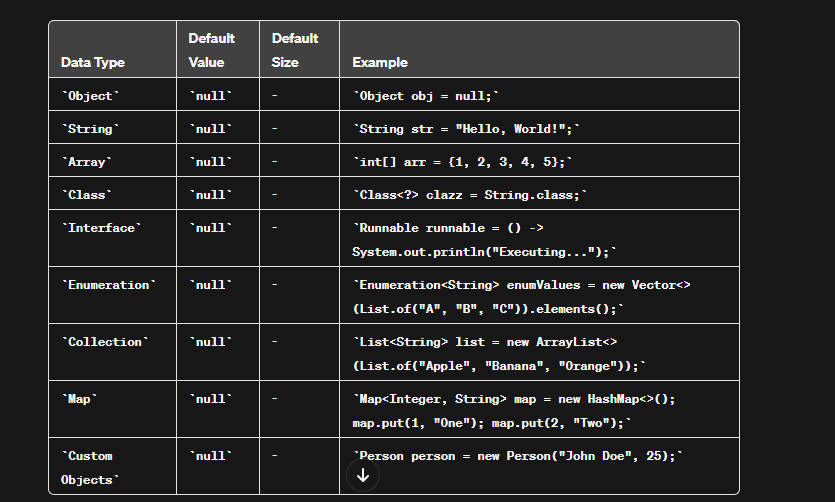 Data Type Default Value Default Size Example
`Object` `null` - `Object obj = null;`
`String` `null` - `String str = "Hello, World!";`
`Array` `null` - `int[] arr = {1, 2, 3, 4, 5};`
`Class` `null` - `Class<?> clazz = String.class;`
`Interface` `null` - `Runnable runnable = () ->
System.out.println("Executing...");`
`Enumeration` `null` - `Enumeration<String> enumValues = new Vector<>
(List.of("A", "B", "C")).elements();`
`Collection` `null` - `List<String> list = new ArrayList<>
(List.of("Apple", "Banana", "Orange"));`
`Map` `null` - `Map<Integer, String> map = new HashMap<>();
map.put(1, "One"); map.put(2, "Two");`
`Custom Objects` `null` - `Person person = new Person("John Doe", 25);`